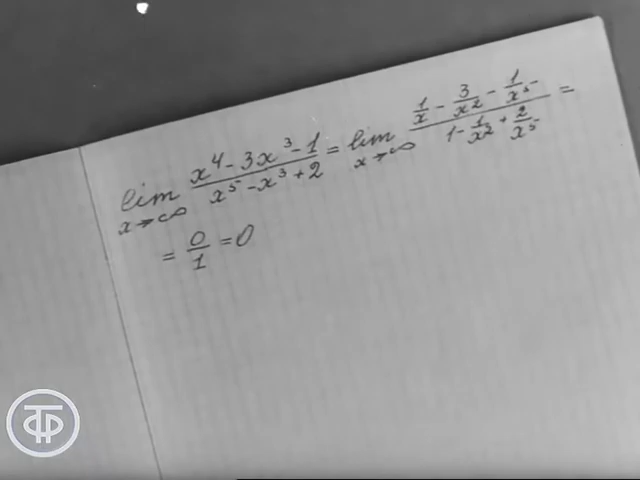 lim x→∞ (x⁴ - 3x³ - 1)/(x⁵ - x³ + 2) = lim x→∞ (1/x - 3/x² - 1/x⁵)/(1 - 1/x² + 2/x⁵) =
= 0/1 = 0